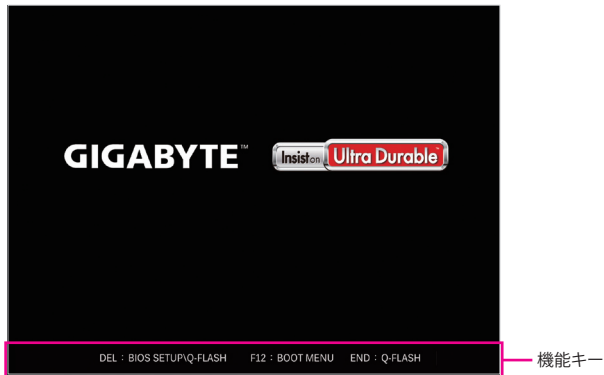 GIGABYTE™ Insist on Ultra Durable™
DEL : BIOS SETUP\Q-FLASH F12 : BOOT MENU END : Q-FLASH 機能キー